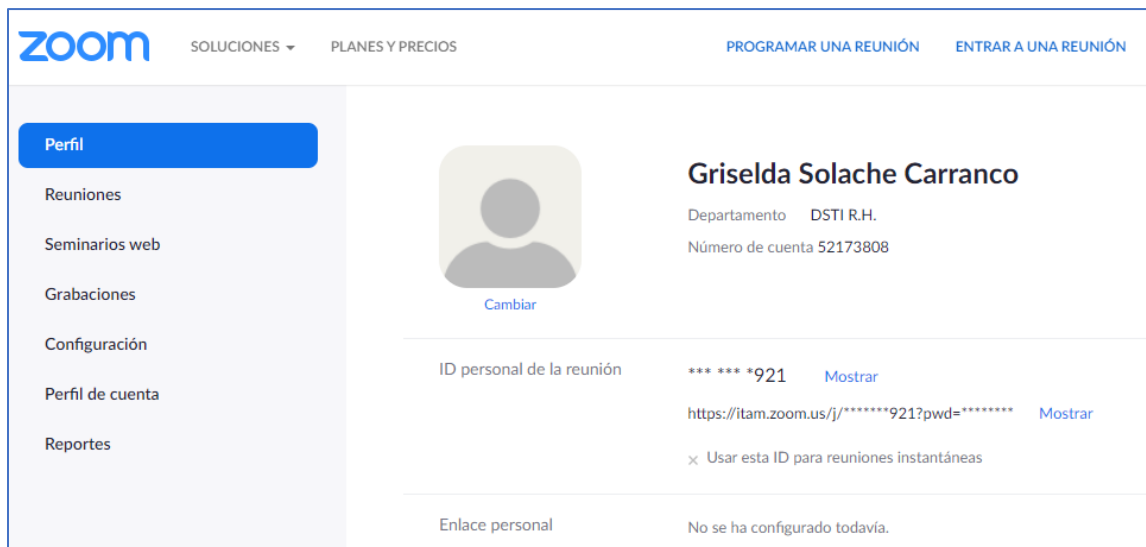 zoom SOLUCIONES PLANES Y PRECIOS PROGRAMAR UNA REUNIÓN ENTRAR A UNA REUNIÓN
Perfil
Reuniones
Seminarios web
Grabaciones
Configuración
Perfil de cuenta
Reportes
Cambiar
Griselda Solache Carranco
Departamento DSTI R.H.
Número de cuenta 52173808
ID personal de la reunión *** *** *921 Mostrar
https://itam.zoom.us/j/*******921?pwd=******** Mostrar
× Usar esta ID para reuniones instantáneas
Enlace personal No se ha configurado todavía.